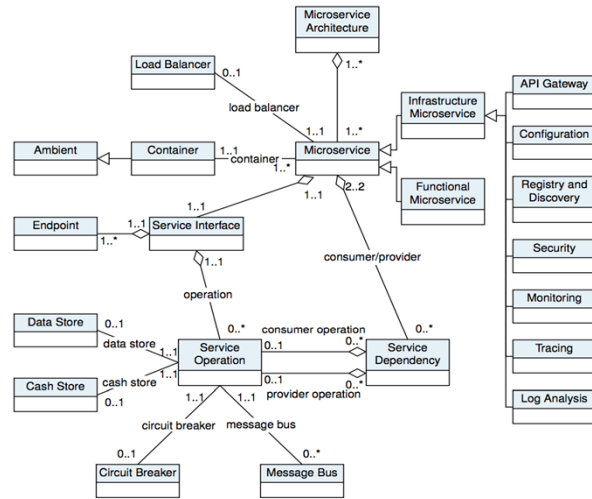 Microservice
Architecture
Load Balancer
0..1
1..*
API Gateway
load balancer
Infrastructure
Microservice
1..1
1..*
Ambient
Container
1..1
container
1..*
Microservice
Configuration
1..1
2..2
Functional
Microservice
Registry and
Discovery
Endpoint
1..1
1..*
Service Interface
1..1
1..1
consumer/provider
Security
operation
Monitoring
Data Store
0..1
data store
1..1
0..*
Service
Operation
consumer operation
0..1
0..*
0..*
Service
Dependency
Tracing
Cash Store
cash store
0..1
1..1
0..1
0..*
provider operation
1..1
1..1
Log Analysis
circuit breaker
message bus
0..1
0..*
Circuit Breaker
Message Bus